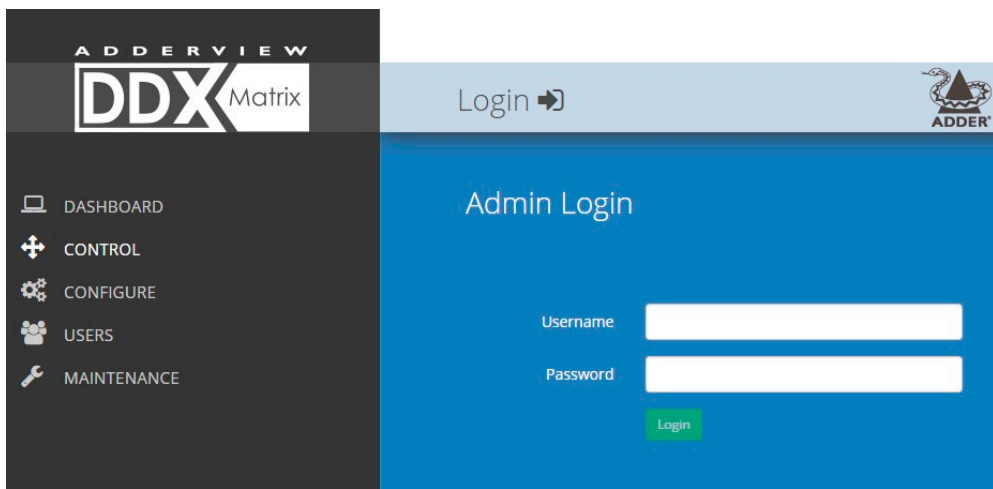 ADDERVIEW
DDX Matrix
Login
ADDER®
DASHBOARD
CONTROL
CONFIGURE
USERS
MAINTENANCE
Admin Login
Username
Password
Login